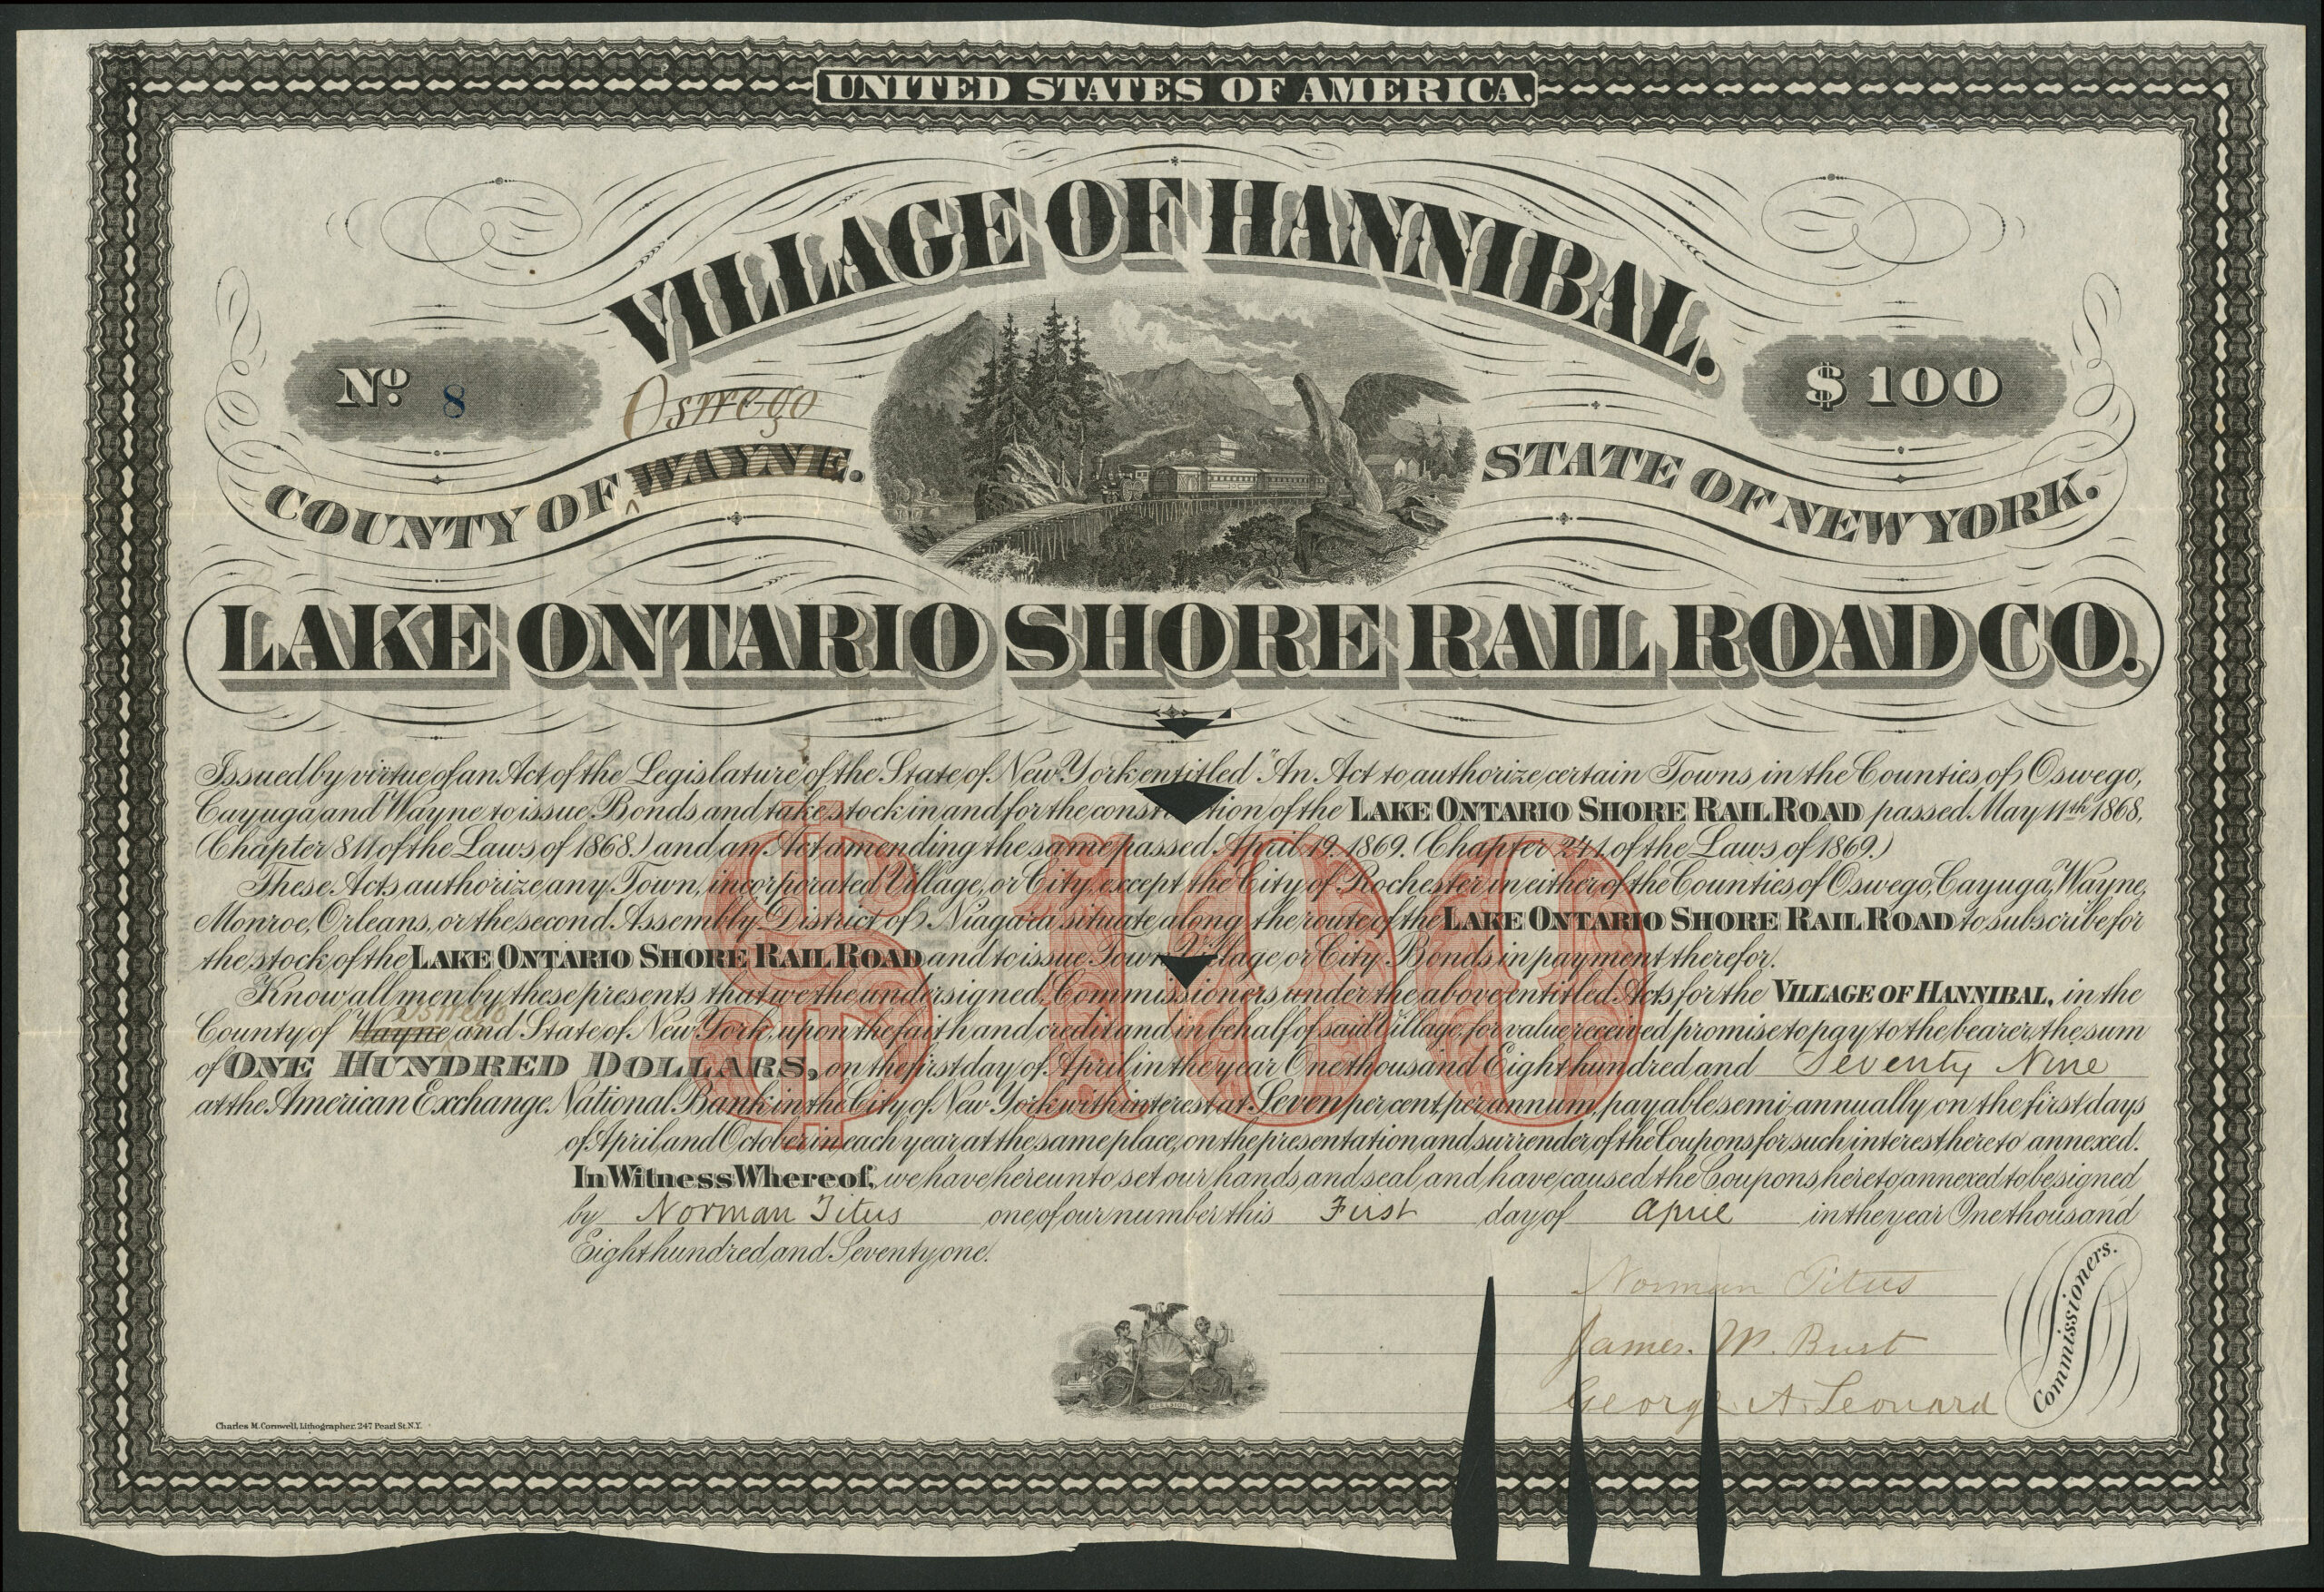 UNITED STATES OF AMERICA.
VILLAGE OF HANNIBAL.
No. 8
$100
Oswego
COUNTY OF WAYNE.
STATE OF NEW YORK.
LAKE ONTARIO SHORE RAIL ROAD CO.
Issued by virtue of an Act of the Legislature of the State of New York entitled "An Act to authorize certain Towns in the Counties of Oswego,
Cayuga and Wayne to issue Bonds and take stock in and for the construction of the LAKE ONTARIO SHORE RAIL ROAD passed May 11th 1868,
(Chapter 811 of the Laws of 1868.) and an Act amending the same passed April 19. 1869. (Chapter 241 of the Laws of 1869.)
These Acts authorize any Town, incorporated Village, or City, except the City of Rochester in either of the Counties of Oswego, Cayuga, Wayne,
Monroe, Orleans, or the second Assembly District of Niagara situate along the route of the LAKE ONTARIO SHORE RAIL ROAD to subscribe for
the stock of the LAKE ONTARIO SHORE RAIL ROAD and to issue Town Village or City Bonds in payment therefor.
Know all men by these presents that we the undersigned Commissioners under the above entitled Acts for the VILLAGE OF HANNIBAL, in the
Oswego
County of Wayne and State of New York, upon the faith and credit and in behalf of said Village, for value received promise to pay to the bearer the sum
of ONE HUNDRED DOLLARS, on the first day of April in the year One thousand Eight hundred and Seventy Nine
at the American Exchange National Bank in the City of New York with interest at Seven per cent. per annum, payable semi-annually on the first days
of April and October in each year at the same place, on the presentation and surrender of the Coupons for such interest hereto annexed.
In Witness Whereof, we have hereunto set our hands and seal, and have caused the Coupons hereto annexed to be signed
by Norman Titus one of our number this First day of April in the year One thousand
Eight hundred and Seventy one.
$100
Norman Titus
James. W. Burt
George A. Leonard
Commissioners.
EXCELSIOR
Charles M. Cornwell, Lithographer. 247 Pearl St. N.Y.